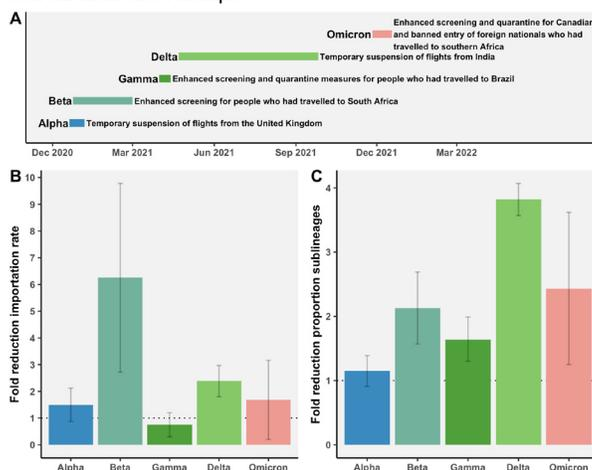 A
Enhanced screening and quarantine for Canadian
Omicron and banned entry of foreign nationals who had
travelled to southern Africa
Delta Temporary suspension of flights from India
Gamma Enhanced screening and quarantine measures for people who had travelled to Brazil
Beta Enhanced screening for people who had travelled to South Africa
Alpha Temporary suspension of flights from the United Kingdom
Dec 2020 Mar 2021 Jun 2021 Sep 2021 Dec 2021 Mar 2022
B
Fold reduction importation rate
10
9
8
7
6
5
4
3
2
1
0
Alpha Beta Gamma Delta Omicron
C
Fold reduction proportion sublineages
4
3
2
1
0
Alpha Beta Gamma Delta Omicron